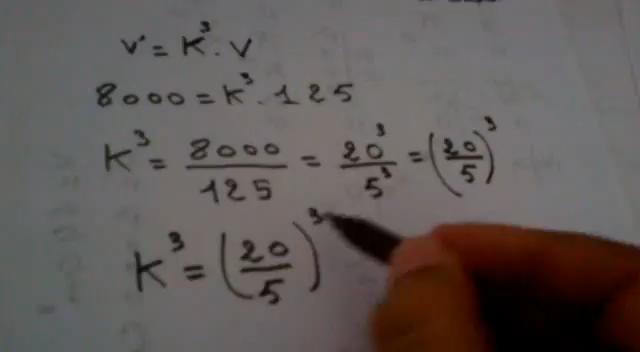 V' = K³ . V
8000 = K³ . 125
K³ = 8000/125 = 20³/5³ = (20/5)³
K³ = (20/5)³